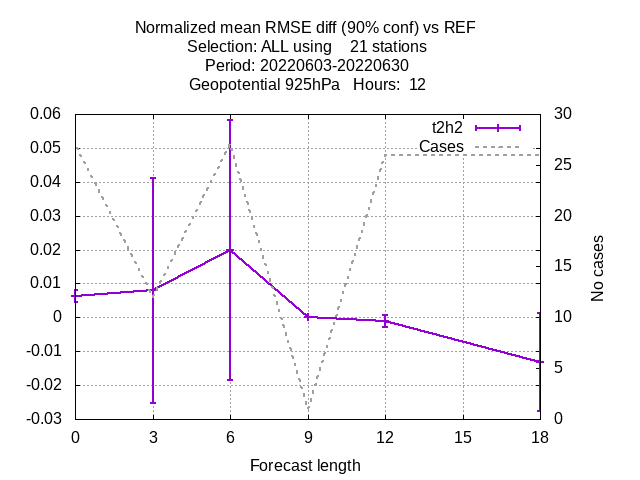 Normalized mean RMSE diff (90% conf) vs REF
Selection: ALL using    21 stations
Period: 20220603-20220630
Geopotential 925hPa   Hours:  12
t2h2
Cases
0.06
0.05
0.04
0.03
0.02
0.01
0
-0.01
-0.02
-0.03
30
25
20
15
10
5
0
No cases
0 3 6 9 12 15 18
Forecast length